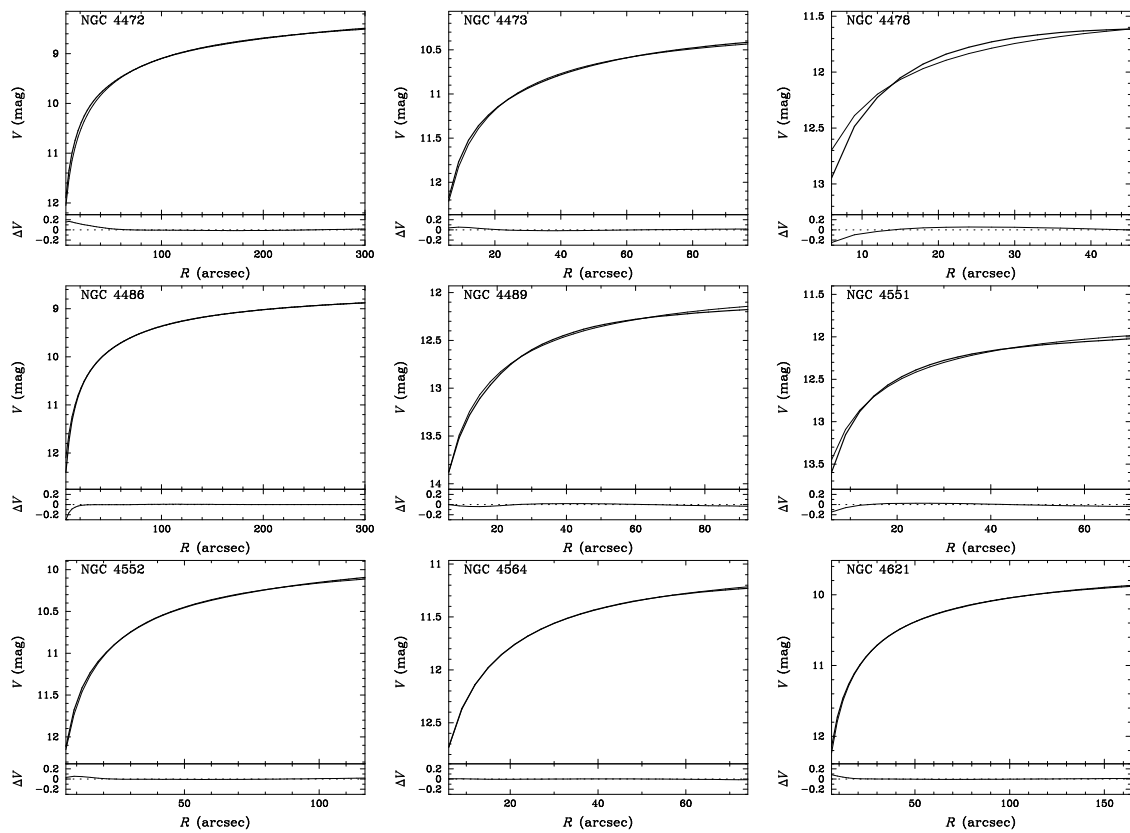 NGC 4472
9
10
11
12
V (mag)
0.2
0
−0.2
ΔV
100
200
300
R (arcsec)
NGC 4473
10.5
11
11.5
12
V (mag)
0.2
0
−0.2
ΔV
20
40
60
80
R (arcsec)
NGC 4478
11.5
12
12.5
13
V (mag)
0.2
0
−0.2
ΔV
10
20
30
40
R (arcsec)
NGC 4486
9
10
11
12
V (mag)
0.2
0
−0.2
ΔV
100
200
300
R (arcsec)
NGC 4489
12
12.5
13
13.5
14
V (mag)
0.2
0
−0.2
ΔV
20
40
60
80
R (arcsec)
NGC 4551
11.5
12
12.5
13
13.5
V (mag)
0.2
0
−0.2
ΔV
20
40
60
R (arcsec)
NGC 4552
10
10.5
11
11.5
12
V (mag)
0.2
0
−0.2
ΔV
50
100
R (arcsec)
NGC 4564
11
11.5
12
12.5
V (mag)
0.2
0
−0.2
ΔV
20
40
60
R (arcsec)
NGC 4621
10
11
12
V (mag)
0.2
0
−0.2
ΔV
50
100
150
R (arcsec)